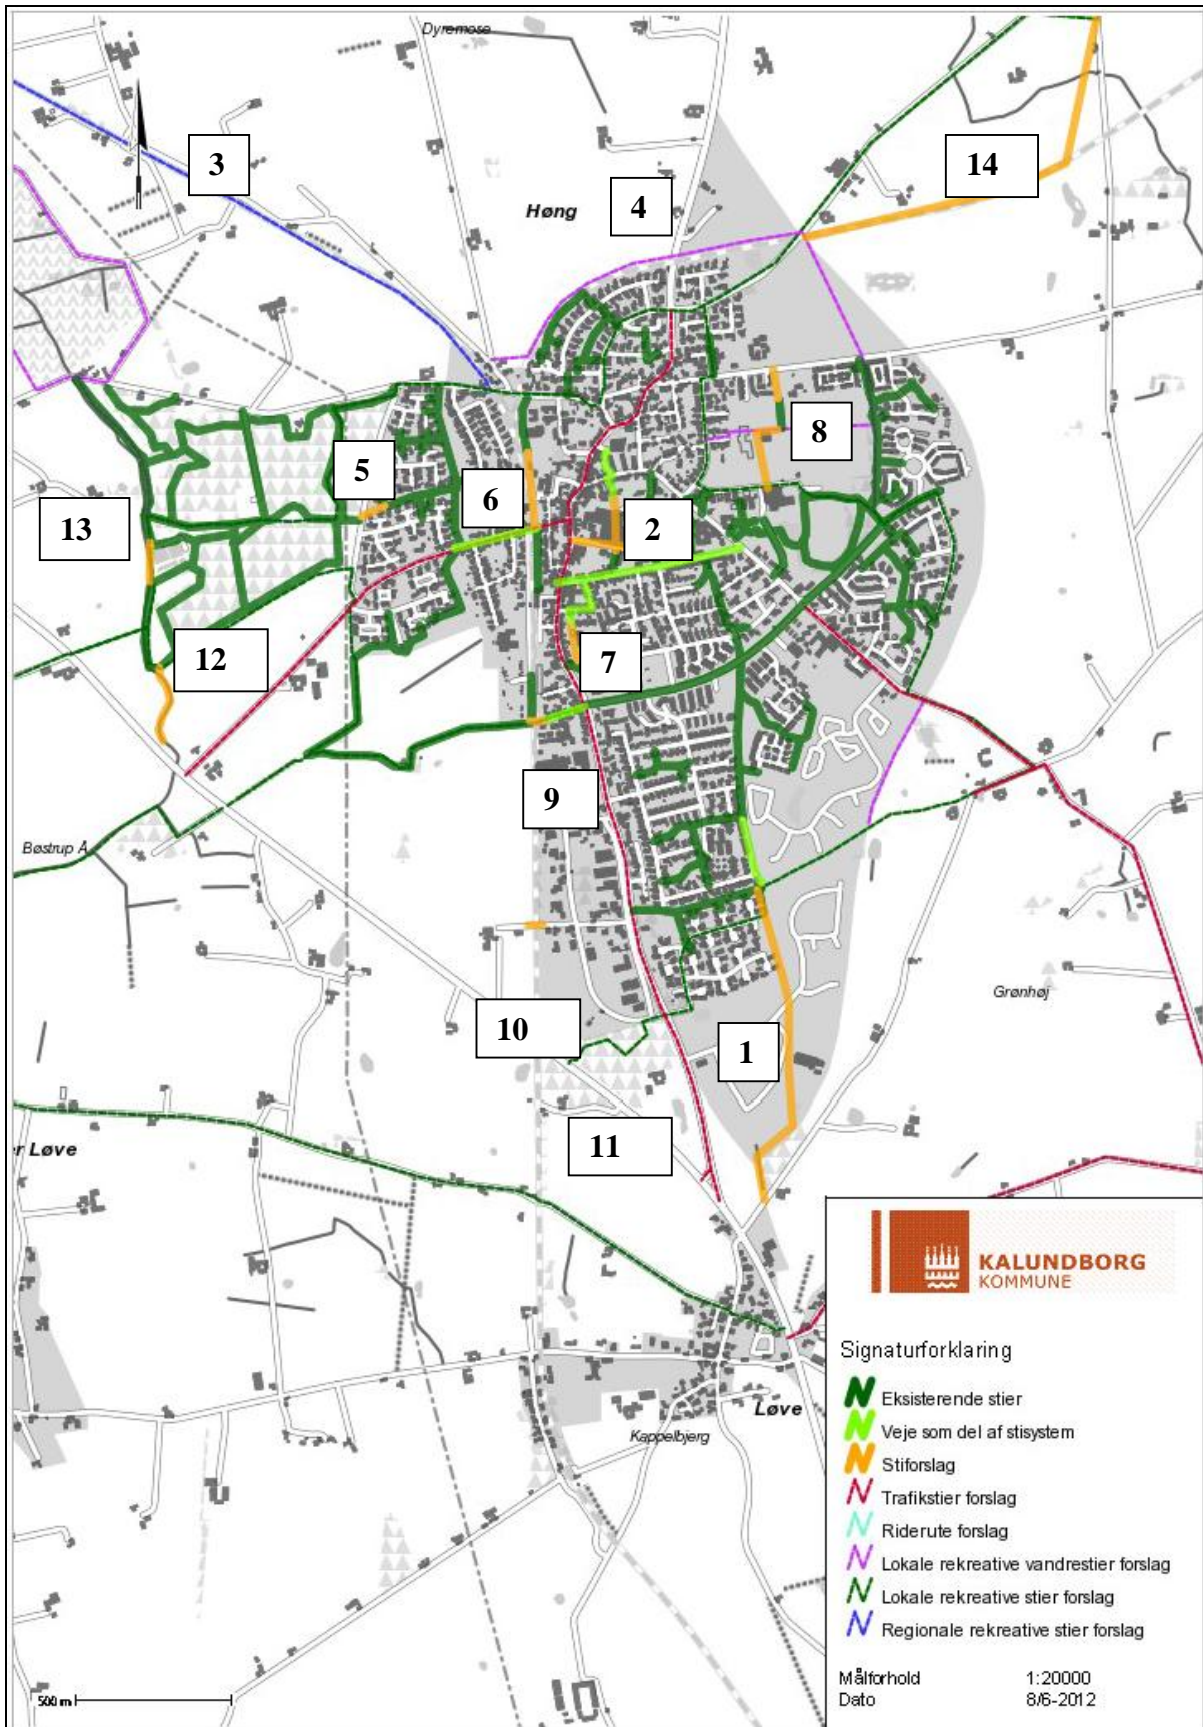 Dyremose
3
14
Høng
4
5
8
6
13
2
12
7
9
Bøstrup Å
Grønhøj
10
1
11
er Løve
KALUNDBORG
KOMMUNE
Signaturforklaring
Eksisterende stier
Veje som del af stisystem
Løve
Kappelbjerg
Stiforslag
Trafikstier forslag
Riderute forslag
Lokale rekreative vandrestier forslag
Lokale rekreative stier forslag
Regionale rekreative stier forslag
Målforhold 1:20000
Dato 8/6-2012
500 m